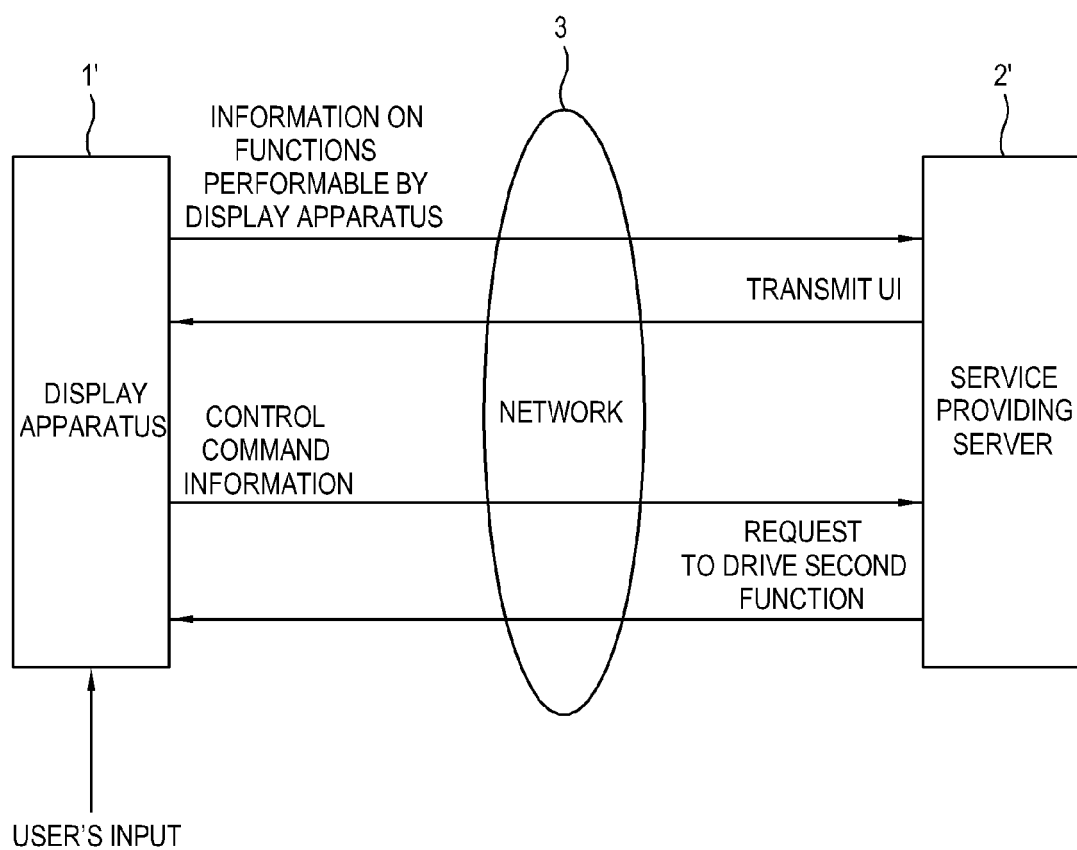 3
1'
2'
INFORMATION ON
FUNCTIONS
PERFORMABLE BY
DISPLAY APPARATUS
TRANSMIT UI
DISPLAY
APPARATUS
CONTROL
COMMAND
INFORMATION
NETWORK
SERVICE
PROVIDING
SERVER
REQUEST
TO DRIVE SECOND
FUNCTION
USER'S INPUT